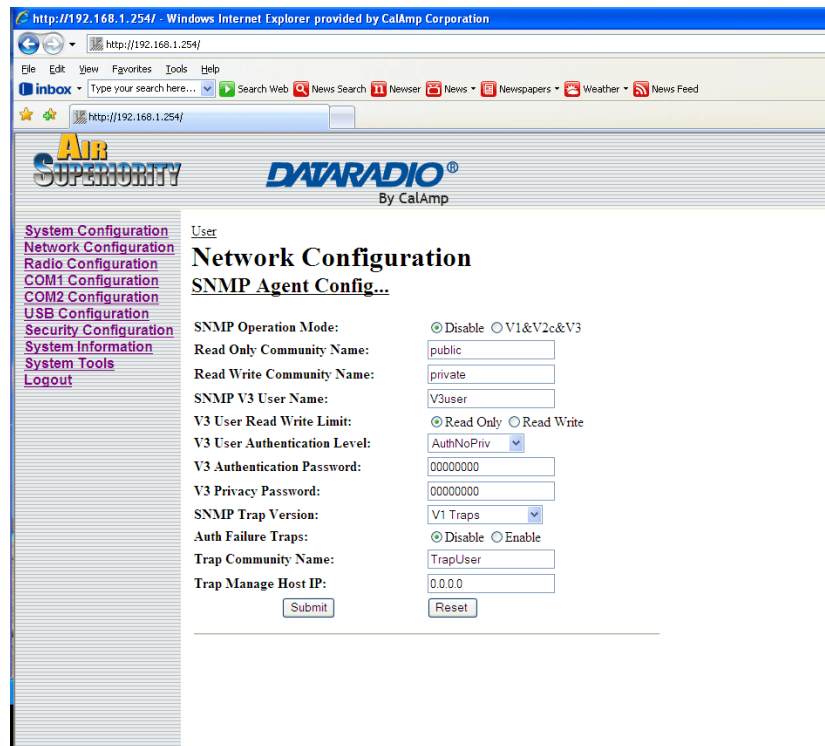 http://192.168.1.254/ - Windows Internet Explorer provided by CalAmp Corporation
http://192.168.1.254/
File Edit View Favorites Tools Help
inbox Type your search here... Search Web News Search Newser News Newspapers Weather News Feed
http://192.168.1.254/
AIR SUPERIORITY
DATARADIO®
By CalAmp
System Configuration
Network Configuration
Radio Configuration
COM1 Configuration
COM2 Configuration
USB Configuration
Security Configuration
System Information
System Tools
Logout
User
Network Configuration
SNMP Agent Config...
SNMP Operation Mode: Disable V1&V2c&V3
Read Only Community Name: public
Read Write Community Name: private
SNMP V3 User Name: V3user
V3 User Read Write Limit: Read Only Read Write
V3 User Authentication Level: AuthNoPriv
V3 Authentication Password: 00000000
V3 Privacy Password: 00000000
SNMP Trap Version: V1 Traps
Auth Failure Traps: Disable Enable
Trap Community Name: TrapUser
Trap Manage Host IP: 0.0.0.0
Submit Reset